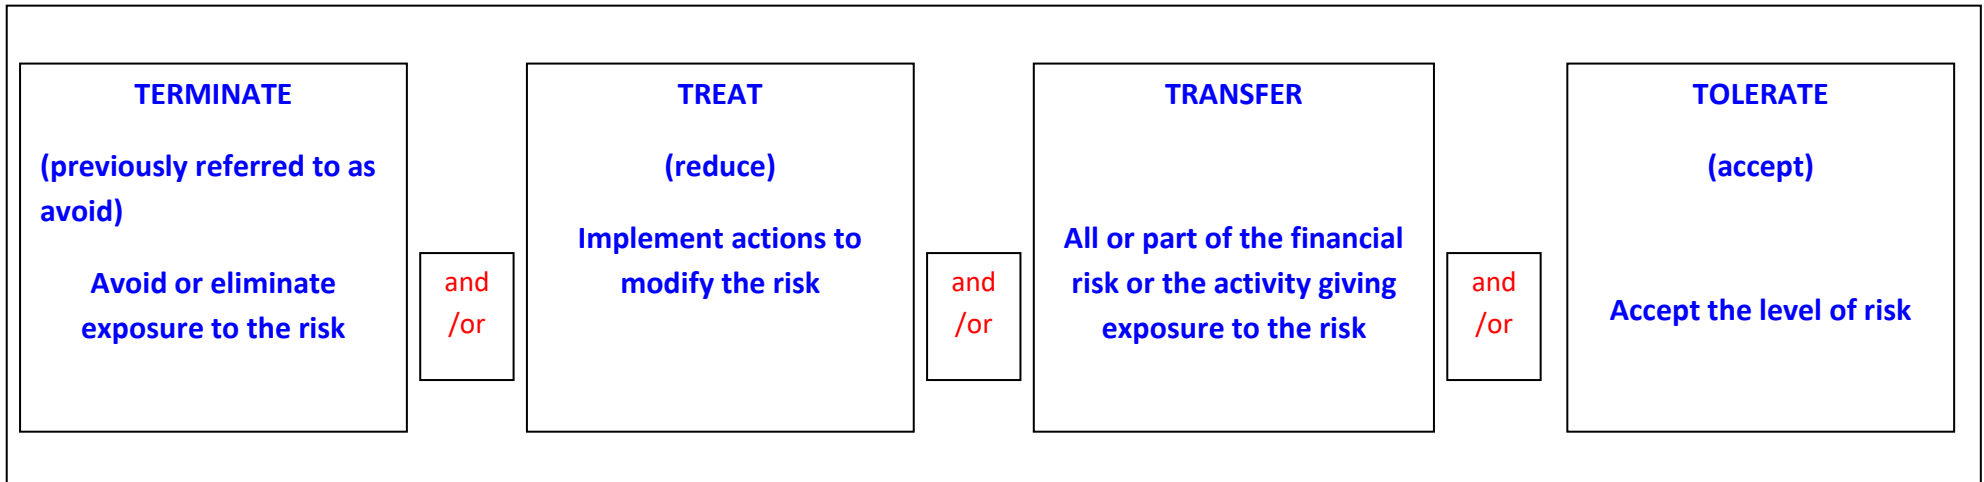 TERMINATE
(previously referred to as
avoid)
Avoid or eliminate
exposure to the risk
and
/or
TREAT
(reduce)
Implement actions to
modify the risk
and
/or
TRANSFER
All or part of the financial
risk or the activity giving
exposure to the risk
and
/or
TOLERATE
(accept)
Accept the level of risk